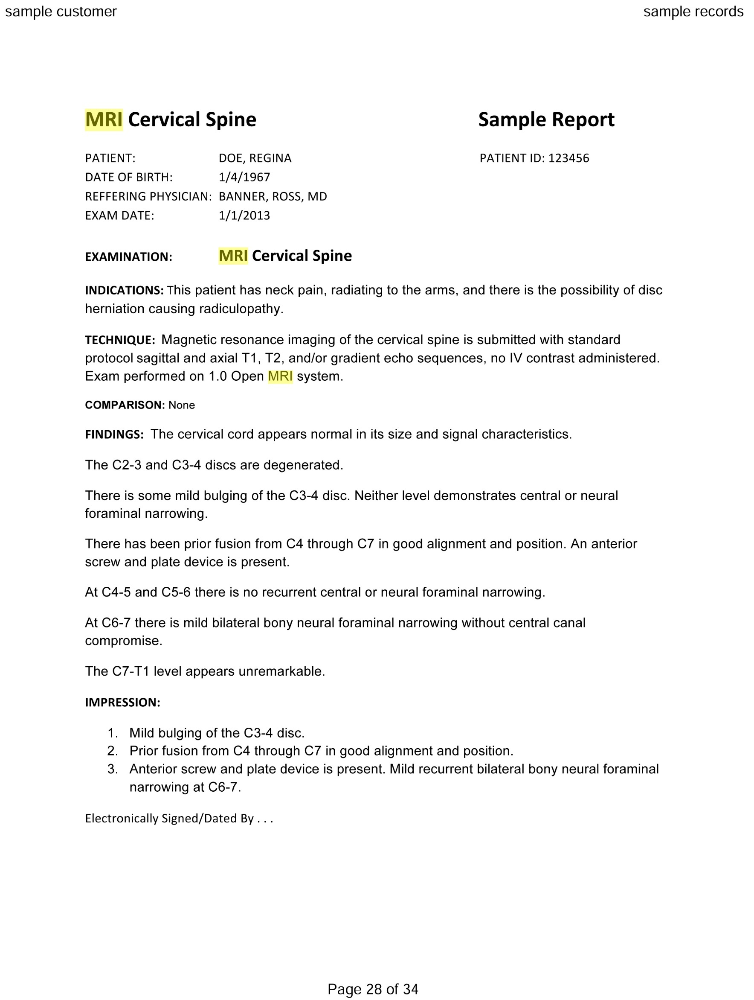 sample customer sample records
MRI Cervical Spine Sample Report
PATIENT: DOE, REGINA PATIENT ID: 123456
DATE OF BIRTH: 1/4/1967
REFFERING PHYSICIAN: BANNER, ROSS, MD
EXAM DATE: 1/1/2013
EXAMINATION: MRI Cervical Spine
INDICATIONS: This patient has neck pain, radiating to the arms, and there is the possibility of disc
herniation causing radiculopathy.
TECHNIQUE: Magnetic resonance imaging of the cervical spine is submitted with standard
protocol sagittal and axial T1, T2, and/or gradient echo sequences, no IV contrast administered.
Exam performed on 1.0 Open MRI system.
COMPARISON: None
FINDINGS: The cervical cord appears normal in its size and signal characteristics.
The C2-3 and C3-4 discs are degenerated.
There is some mild bulging of the C3-4 disc. Neither level demonstrates central or neural
foraminal narrowing.
There has been prior fusion from C4 through C7 in good alignment and position. An anterior
screw and plate device is present.
At C4-5 and C5-6 there is no recurrent central or neural foraminal narrowing.
At C6-7 there is mild bilateral bony neural foraminal narrowing without central canal
compromise.
The C7-T1 level appears unremarkable.
IMPRESSION:
1. Mild bulging of the C3-4 disc.
2. Prior fusion from C4 through C7 in good alignment and position.
3. Anterior screw and plate device is present. Mild recurrent bilateral bony neural foraminal
narrowing at C6-7.
Electronically Signed/Dated By . . .
Page 28 of 34